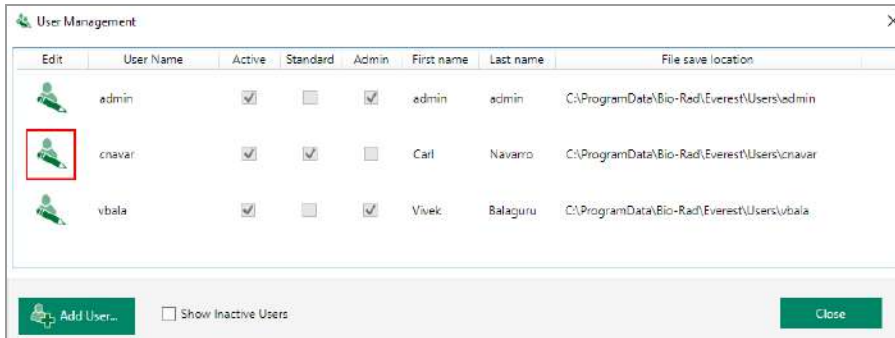 User Management
Edit User Name Active Standard Admin First name Last name File save location
admin admin admin C:\ProgramData\Bio-Rad\Everest\Users\admin
cnavar Carl Navarro C:\ProgramData\Bio-Rad\Everest\Users\cnavar
vbala Vivek Balaguru C:\ProgramData\Bio-Rad\Everest\Users\vbala
Add User... Show Inactive Users Close